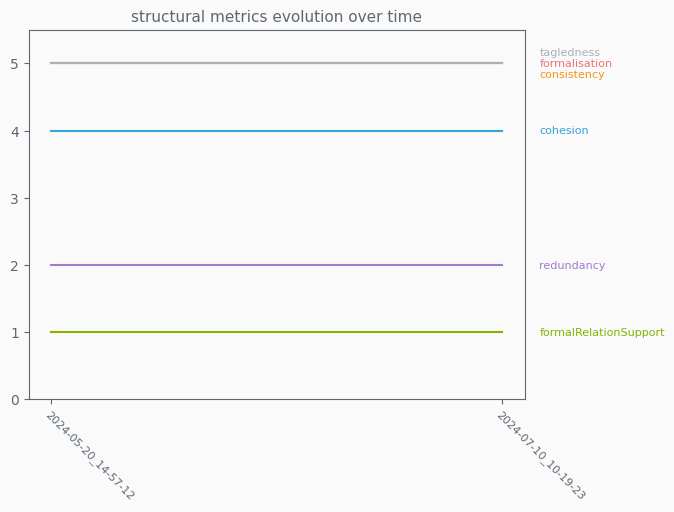 structural metrics evolution over time
5
4
3
2
1
0
tagledness
formalisation
consistency
cohesion
redundancy
formalRelationSupport
2024-05-20_14-57-12
2024-07-10_10-19-23